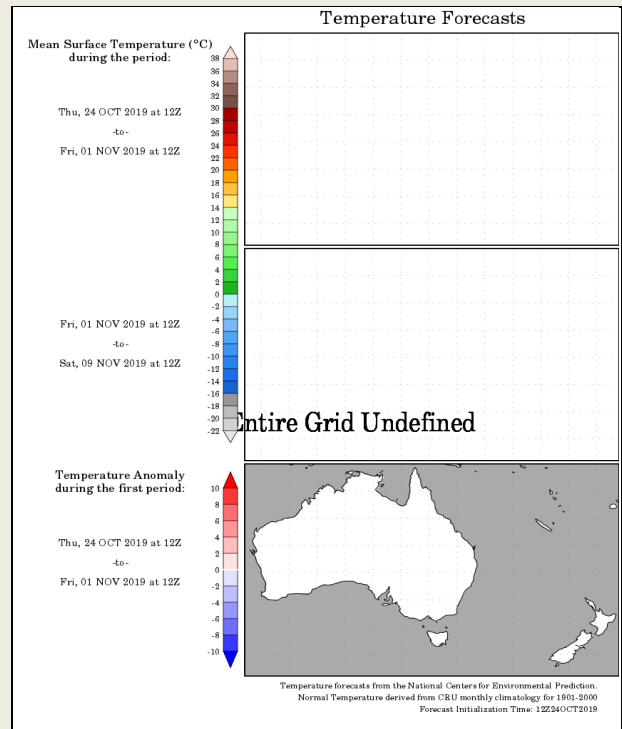 Temperature Forecasts
Mean Surface Temperature (°C)
during the period:
Thu, 24 OCT 2019 at 12Z
-to-
Fri, 01 NOV 2019 at 12Z
38
36
34
32
30
28
26
24
22
20
18
16
14
12
10
8
6
4
2
0
-2
-4
-6
-8
-10
-12
-14
-16
-18
-20
-22
Fri, 01 NOV 2019 at 12Z
-to-
Sat, 09 NOV 2019 at 12Z
Entire Grid Undefined
Temperature Anomaly
during the first period:
Thu, 24 OCT 2019 at 12Z
-to-
Fri, 01 NOV 2019 at 12Z
10
8
6
4
2
0
-2
-4
-6
-8
-10
Temperature forecasts from the National Centers for Environmental Prediction.
Normal Temperature derived from CRU monthly climatology for 1901-2000
Forecast Initialization Time: 12Z24OCT2019